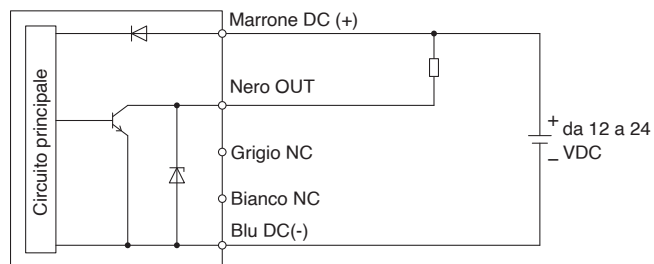 Marrone DC (+)
Circuito principale
Nero OUT
+
da 12 a 24
−
VDC
Grigio NC
Bianco NC
Blu DC(-)